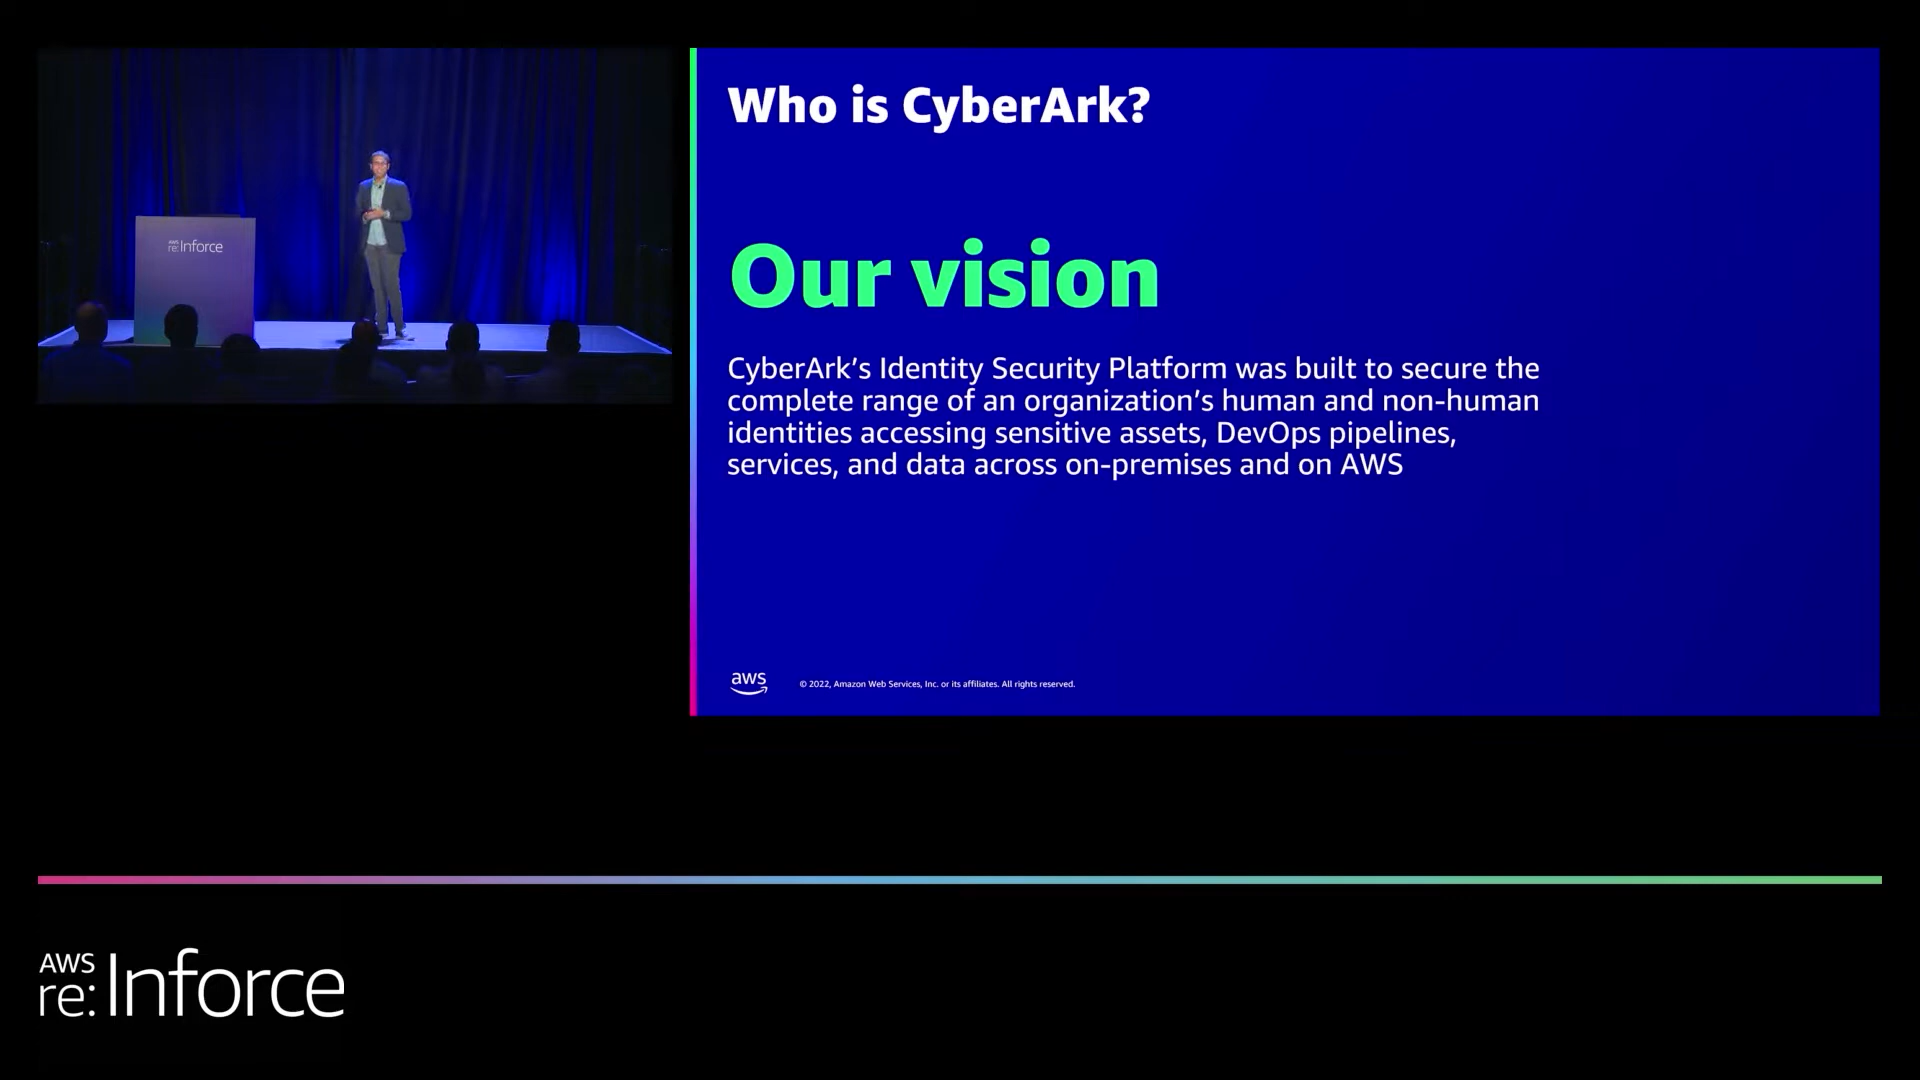 AWS
re:Inforce
Who is CyberArk?
Our vision
CyberArk’s Identity Security Platform was built to secure the
complete range of an organization’s human and non-human
identities accessing sensitive assets, DevOps pipelines,
services, and data across on-premises and on AWS
aws
© 2022, Amazon Web Services, Inc. or its affiliates. All rights reserved.
AWS
re:Inforce